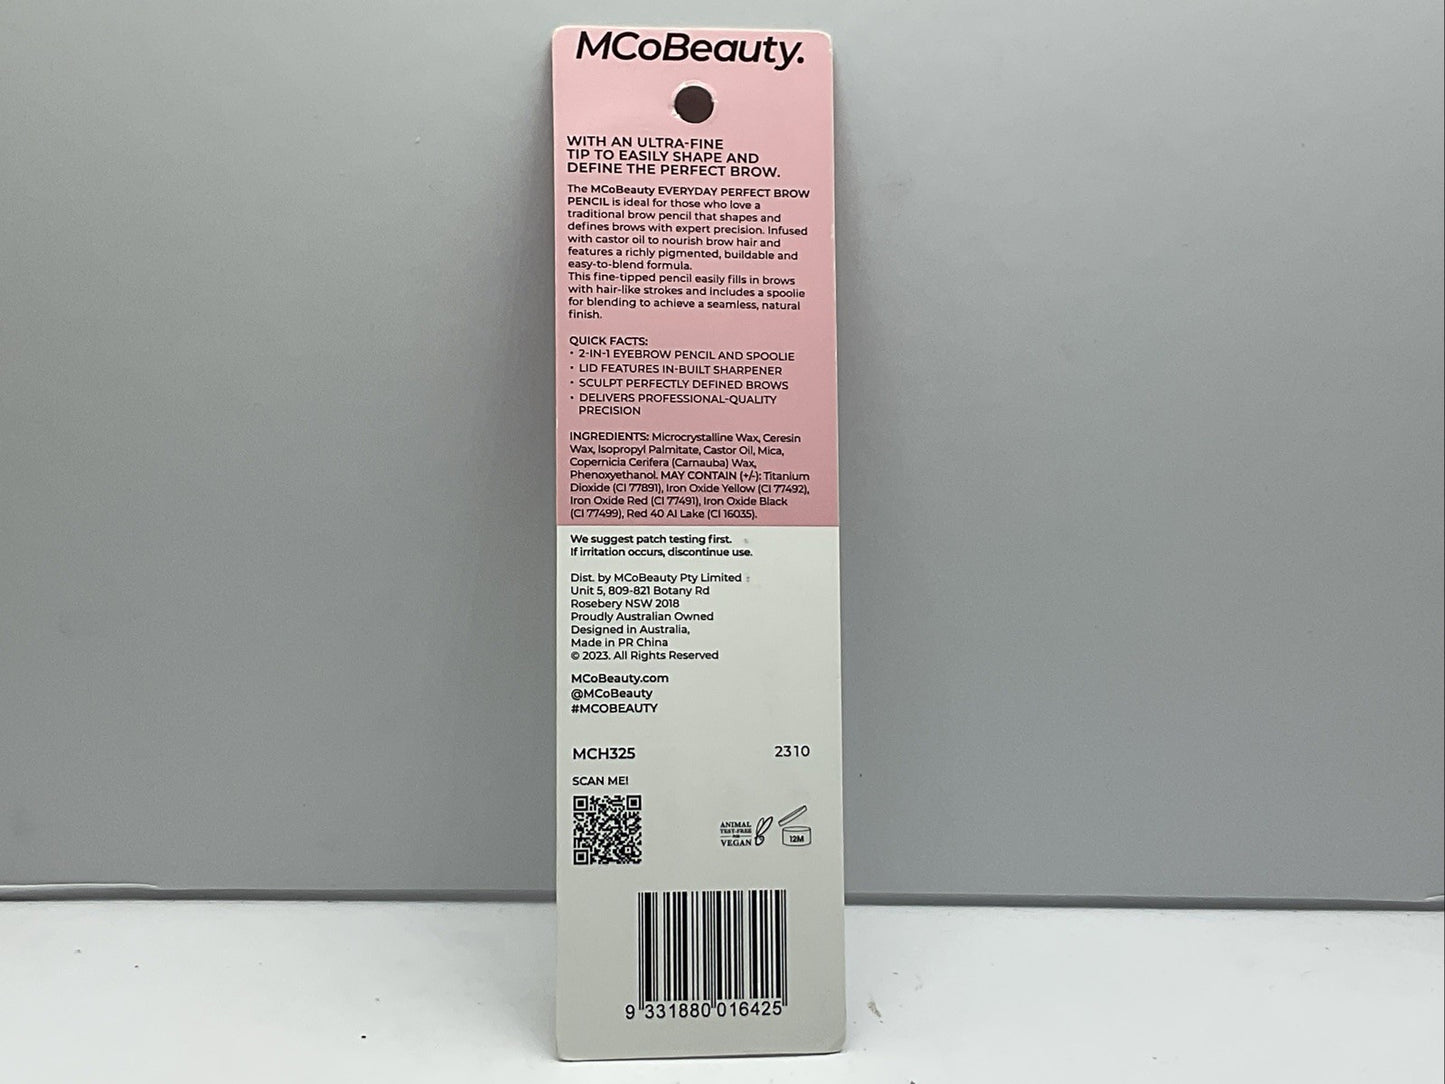 MCoBeauty.
WITH AN ULTRA-FINE
TIP TO EASILY SHAPE AND
DEFINE THE PERFECT BROW.
The MCoBeauty EVERYDAY PERFECT BROW
PENCIL is ideal for those who love a
traditional brow pencil that shapes and
defines brows with expert precision. Infused
with castor oil to nourish brow hair and
features a richly pigmented, buildable and
easy-to-blend formula.
This fine-tipped pencil easily fills in brows
with hair-like strokes and includes a spoolie
for blending to achieve a seamless, natural
finish.
QUICK FACTS:
• 2-IN-1 EYEBROW PENCIL AND SPOOLIE
• LID FEATURES IN-BUILT SHARPENER
• SCULPT PERFECTLY DEFINED BROWS
• DELIVERS PROFESSIONAL-QUALITY
PRECISION
INGREDIENTS: Microcrystalline Wax, Ceresin
Wax, Isopropyl Palmitate, Castor Oil, Mica,
Copernicia Cerifera (Carnauba) Wax,
Phenoxyethanol. MAY CONTAIN (+/-): Titanium
Dioxide (CI 77891), Iron Oxide Yellow (CI 77492),
Iron Oxide Red (CI 77491), Iron Oxide Black
(CI 77499), Red 40 Al Lake (CI 16035).
We suggest patch testing first.
If irritation occurs, discontinue use.
Dist. by MCoBeauty Pty Limited
Unit 5, 809-821 Botany Rd
Rosebery NSW 2018
Proudly Australian Owned
Designed in Australia,
Made in PR China
© 2023. All Rights Reserved
MCoBeauty.com
@MCoBeauty
#MCOBEAUTY
MCH325 2310
SCAN ME!
ANIMAL
TEST-FREE
VEGAN
12M
9 331880 016425